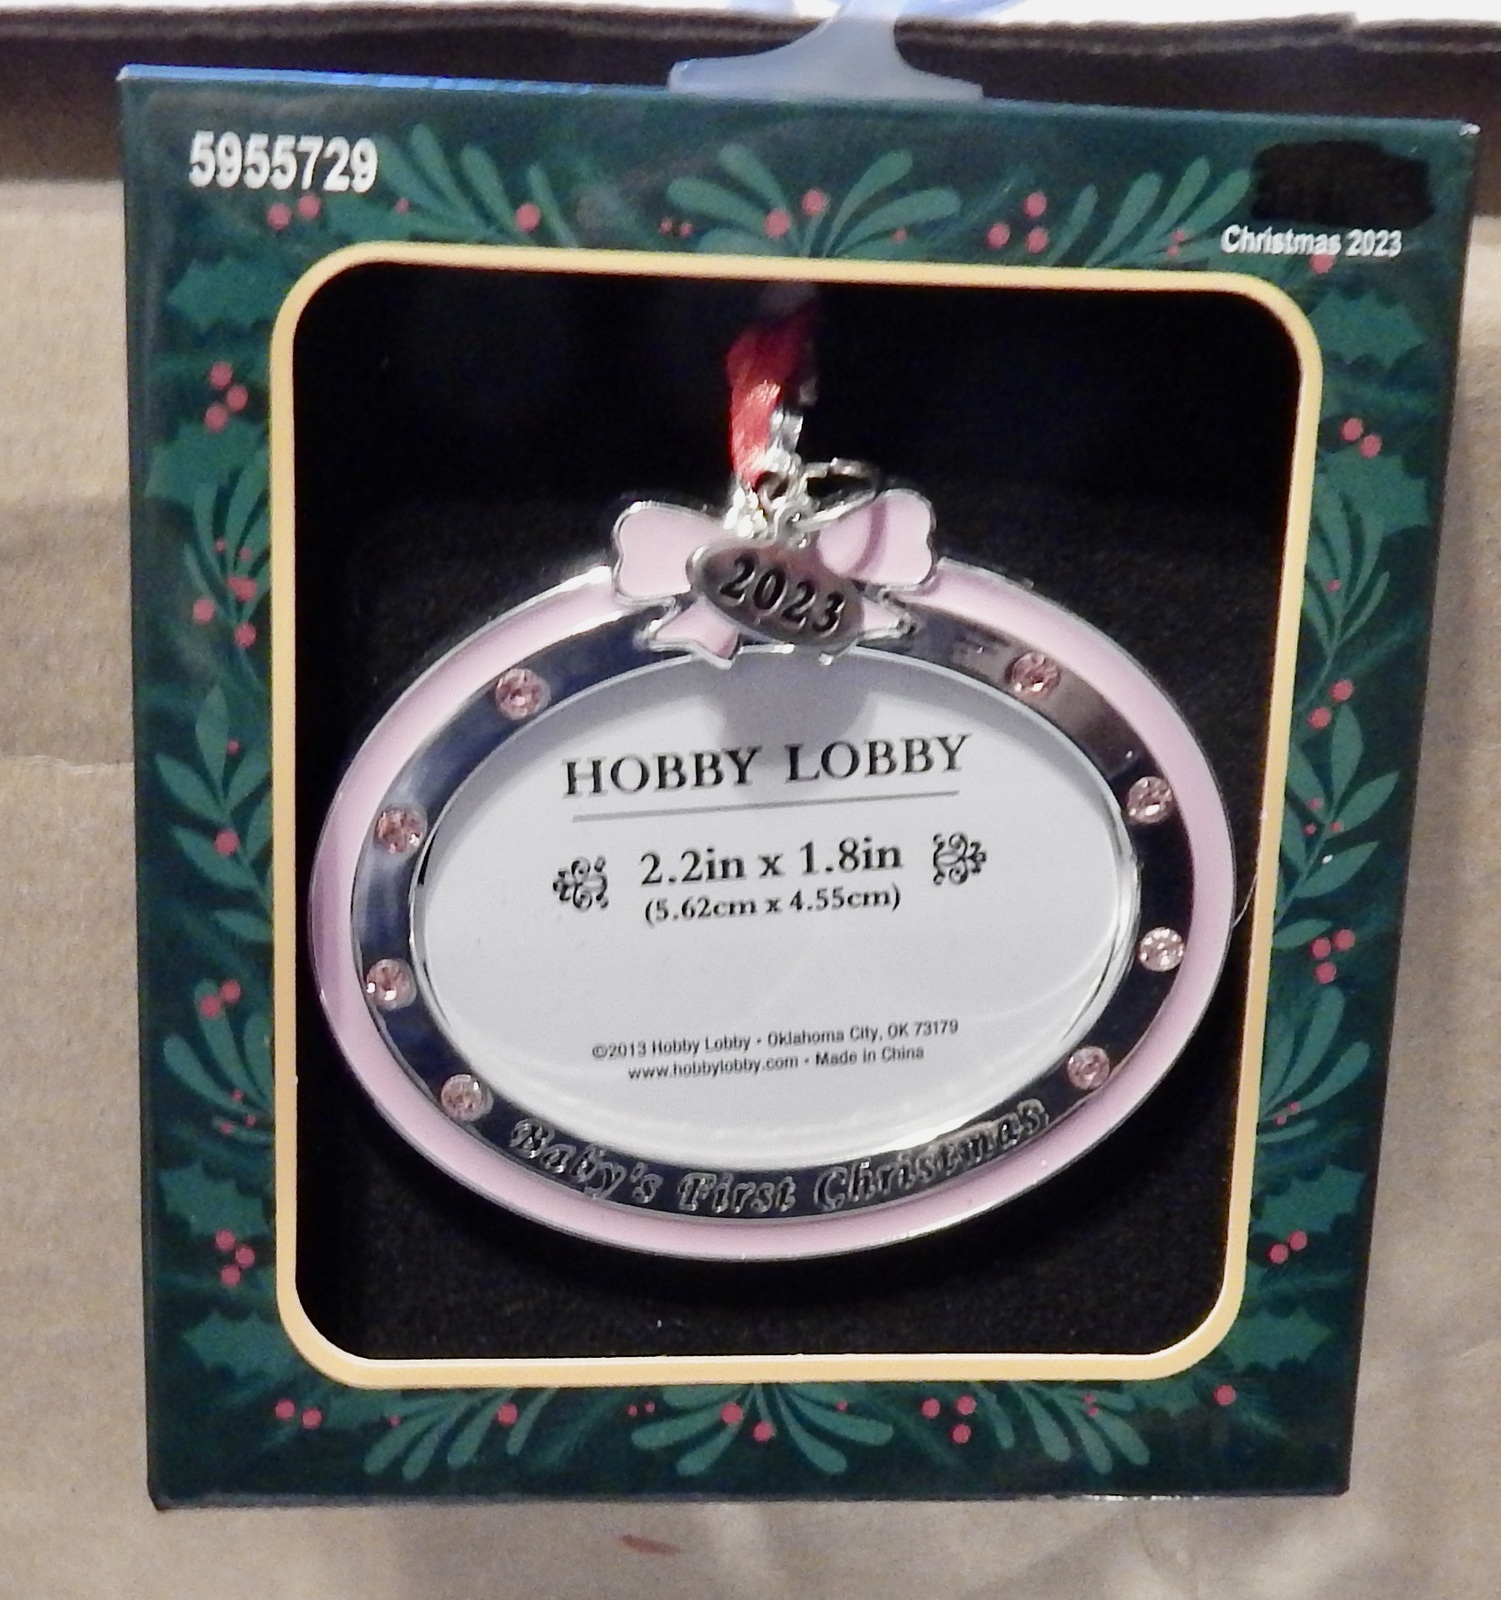 5955729
Christmas 2023
2023
HOBBY LOBBY
2.2in x 1.8in
(5.62cm x 4.55cm)
©2013 Hobby Lobby • Oklahoma City, OK 73179
www.hobbylobby.com • Made in China
Baby's First Christmas